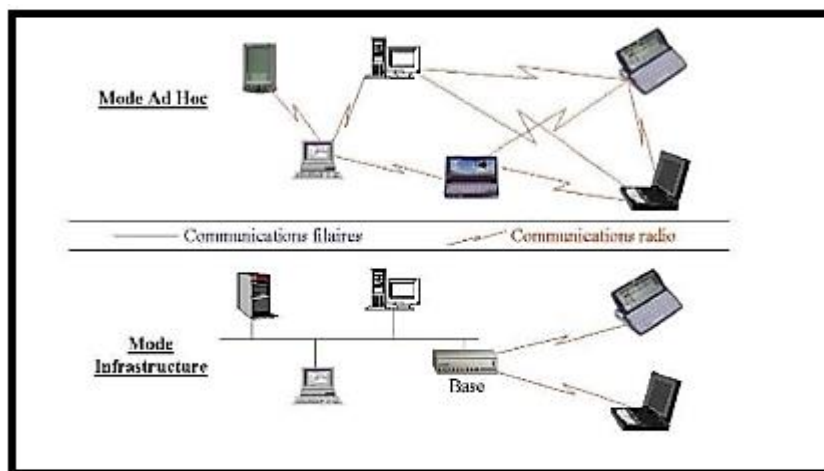 Mode Ad Hoc
Communications filaires
Communications radio
Mode
Infrastructure
Base